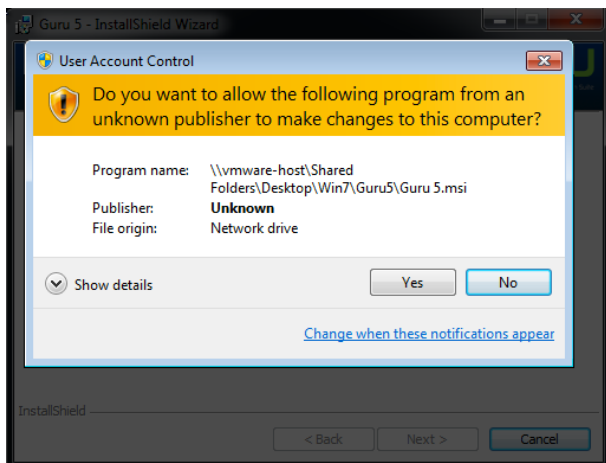 Guru 5 - InstallShield Wizard
User Account Control
Do you want to allow the following program from an
unknown publisher to make changes to this computer?
Program name: \\vmware-host\Shared
Folders\Desktop\Win7\Guru5\Guru 5.msi
Publisher: Unknown
File origin: Network drive
Show details
Yes
No
Change when these notifications appear
InstallShield
< Back
Next >
Cancel